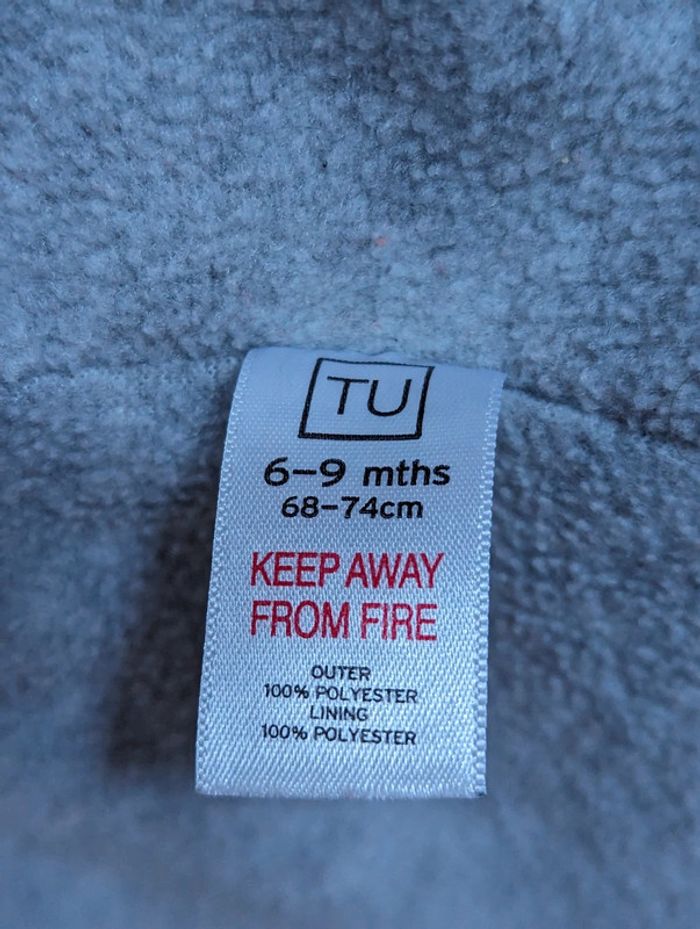 TU
6-9 mths
68-74cm
KEEP AWAY
FROM FIRE
OUTER
100% POLYESTER
LINING
100% POLYESTER